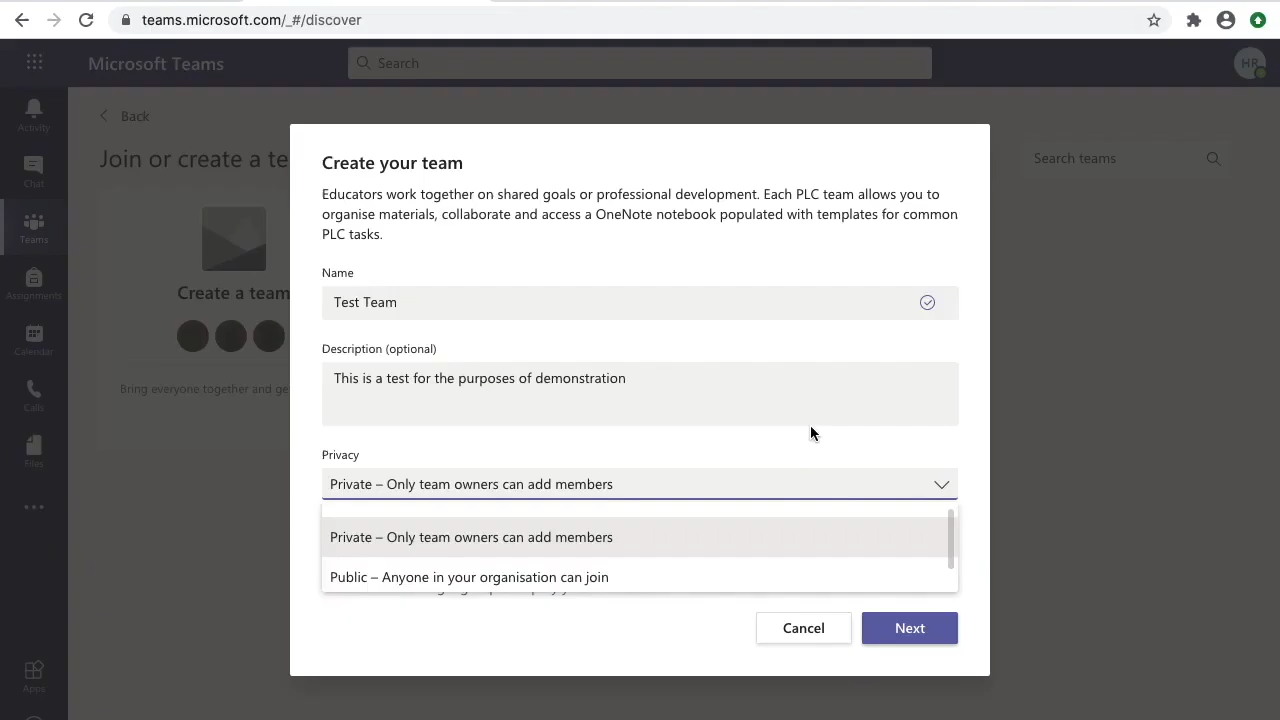 teams.microsoft.com/_#/discover
Microsoft Teams
Search
HR
Activity
Chat
Teams
Assignments
Calendar
Calls
Files
Apps
Back
Join or create a te
Search teams
Create a team
Bring everyone together and ge
Create your team
Educators work together on shared goals or professional development. Each PLC team allows you to
organise materials, collaborate and access a OneNote notebook populated with templates for common
PLC tasks.
Name
Test Team
Description (optional)
This is a test for the purposes of demonstration
Privacy
Private – Only team owners can add members
Private – Only team owners can add members
Public – Anyone in your organisation can join
Cancel
Next